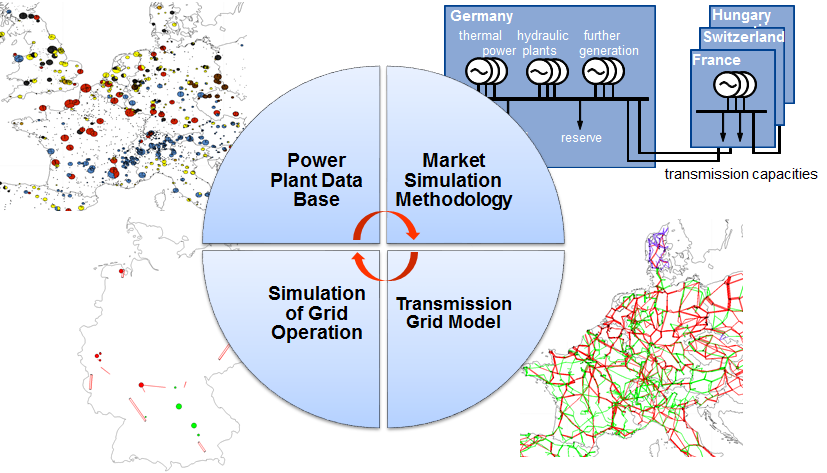 Germany
thermal hydraulic further
power plants generation
reserve
Hungary
Switzerland
France
transmission capacities
Power
Plant Data
Base
Market
Simulation
Methodology
Simulation
of Grid
Operation
Transmission
Grid Model